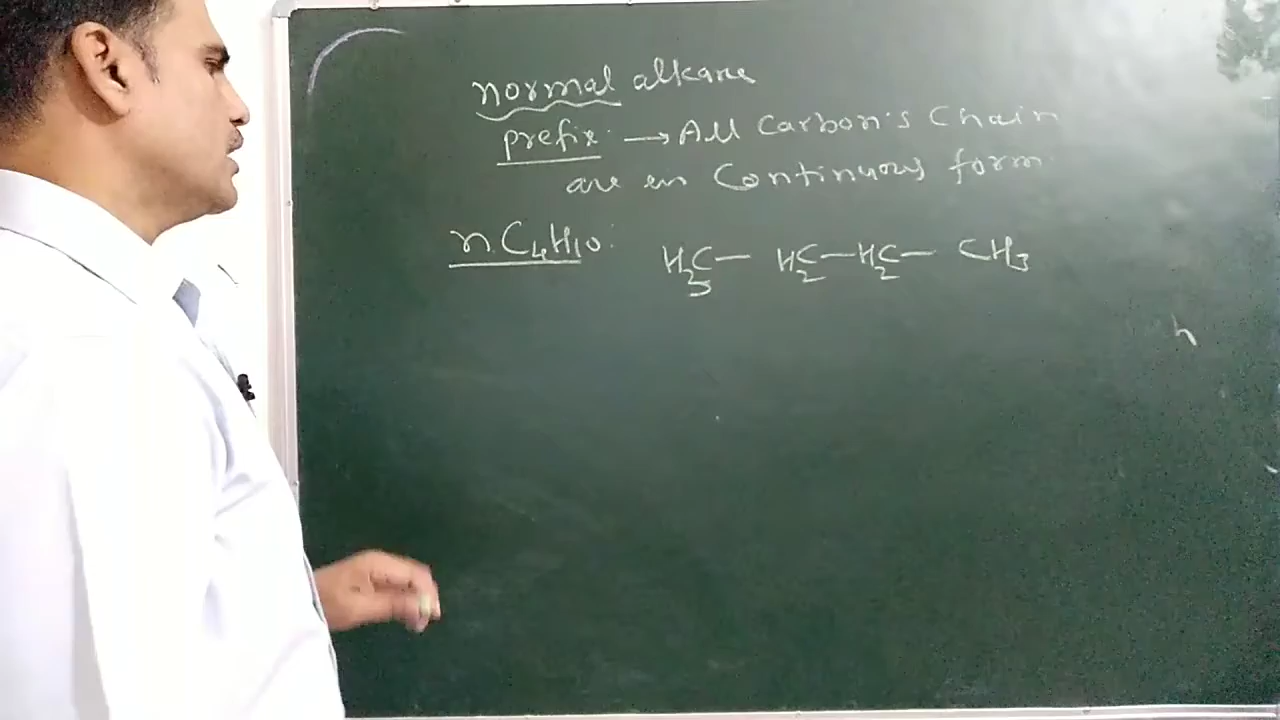 normal alkane
prefix: → All Carbon's Chain
are in Continuous form
n. C₄H₁₀: H₃C— H₂C—H₂C— CH₃
h